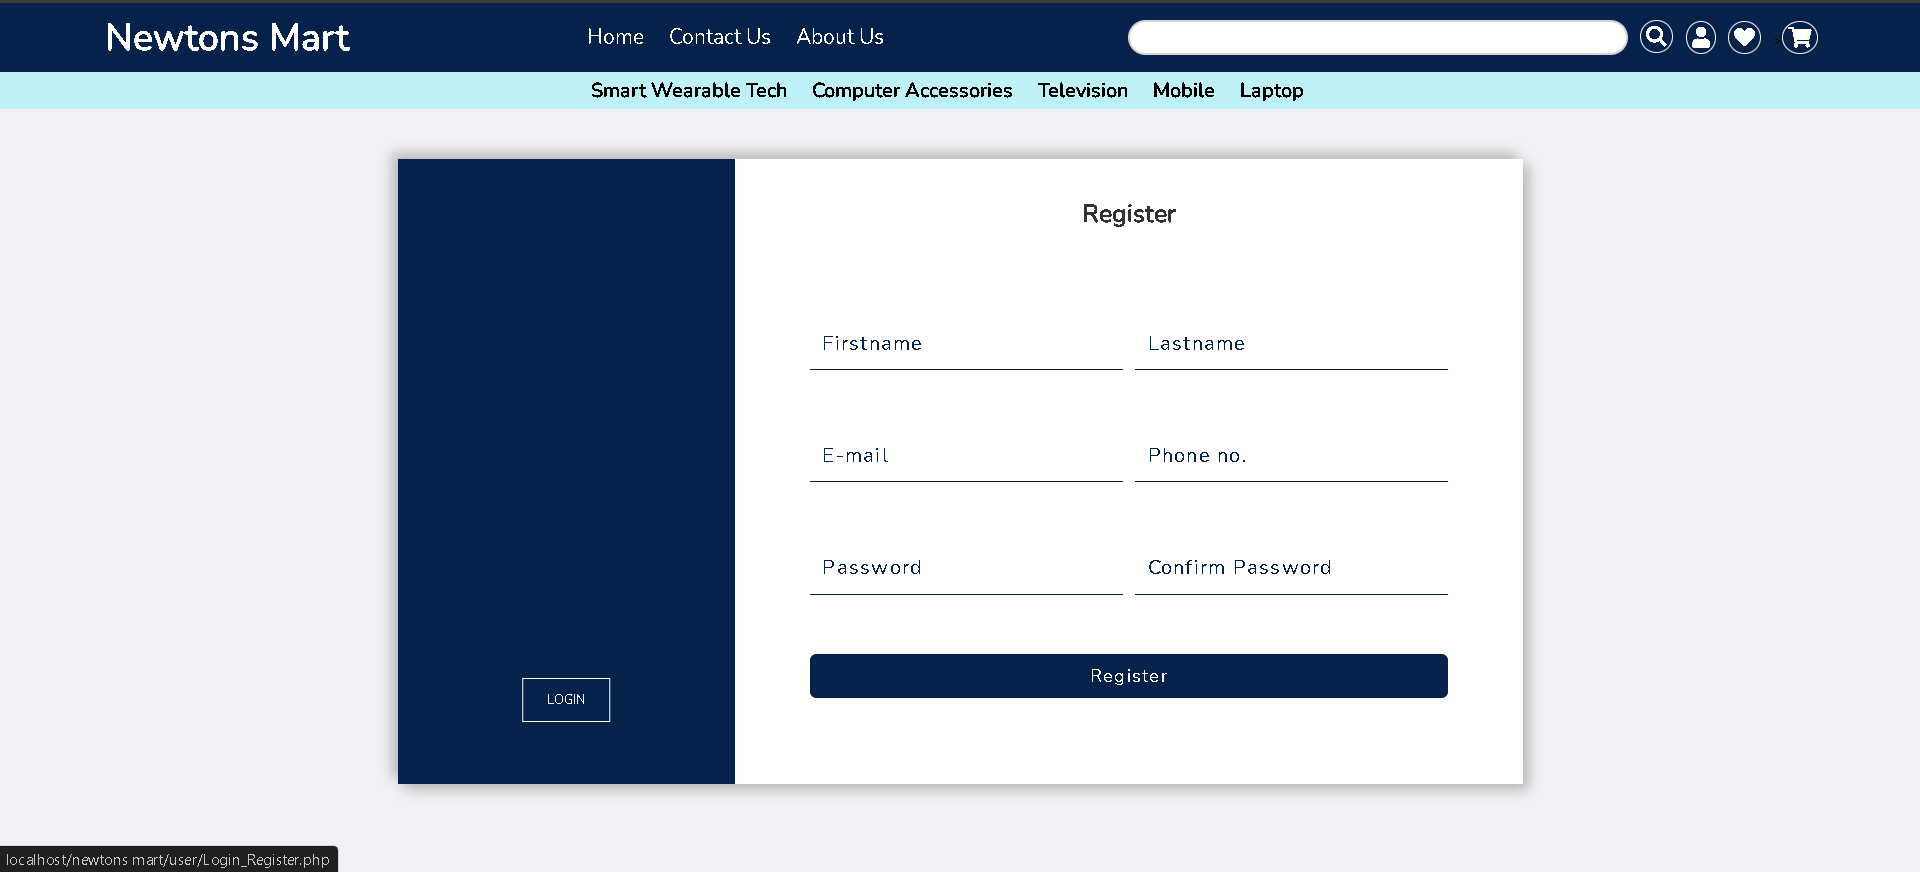 Newtons Mart
Home Contact Us About Us
Smart Wearable Tech Computer Accessories Television Mobile Laptop
Register
Firstname Lastname
E-mail Phone no.
Password Confirm Password
Register
LOGIN
localhost/newtons mart/user/Login_Register.php